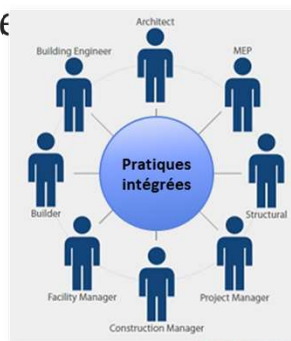 e
Architect
Building Engineer
MEP
Pratiques
intégrées
Builder
Structural
Facility Manager
Project Manager
Construction Manager